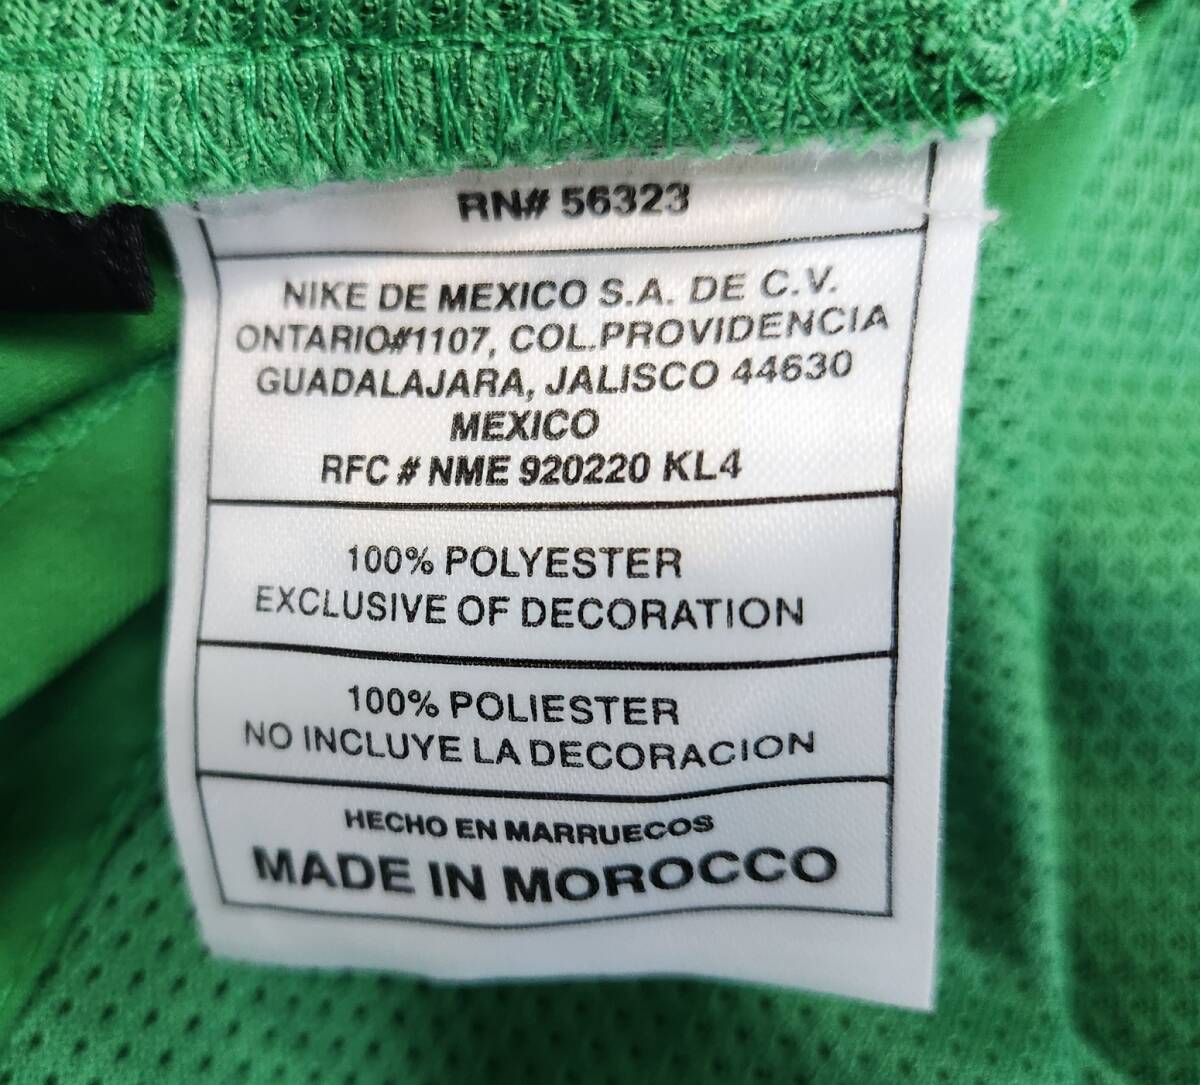 RN# 56323
NIKE DE MEXICO S.A. DE C.V.
ONTARIO#1107, COL.PROVIDENCIA
GUADALAJARA, JALISCO 44630
MEXICO
RFC # NME 920220 KL4
100% POLYESTER
EXCLUSIVE OF DECORATION
100% POLIESTER
NO INCLUYE LA DECORACION
HECHO EN MARRUECOS
MADE IN MOROCCO